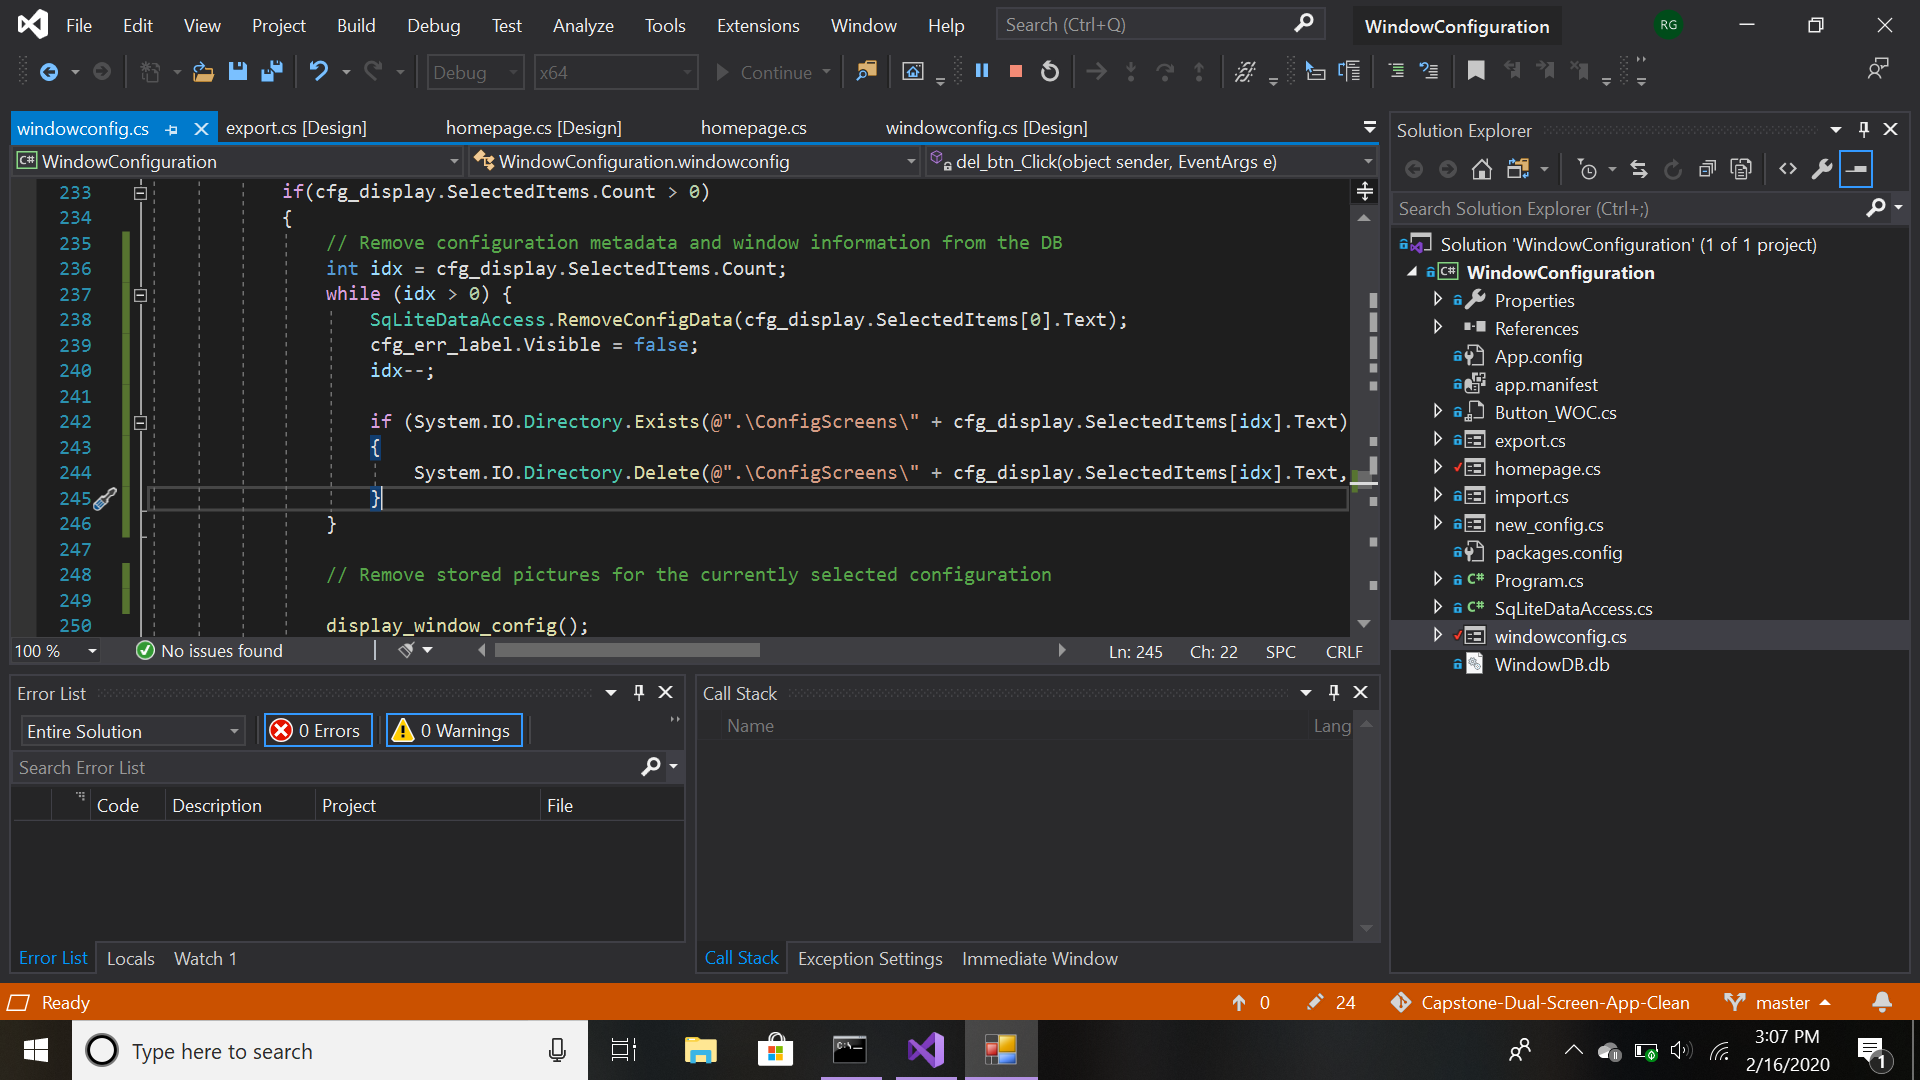 File Edit View Project Build Debug Test Analyze Tools Extensions Window Help Search (Ctrl+Q) WindowConfiguration RG
Debug x64 Continue
windowconfig.cs export.cs [Design] homepage.cs [Design] homepage.cs windowconfig.cs [Design]
C# WindowConfiguration WindowConfiguration.windowconfig del_btn_Click(object sender, EventArgs e)
233 if(cfg_display.SelectedItems.Count > 0)
234 {
235 // Remove configuration metadata and window information from the DB
236 int idx = cfg_display.SelectedItems.Count;
237 while (idx > 0) {
238 SqLiteDataAccess.RemoveConfigData(cfg_display.SelectedItems[0].Text);
239 cfg_err_label.Visible = false;
240 idx--;
241
242 if (System.IO.Directory.Exists(@".\ConfigScreens\" + cfg_display.SelectedItems[idx].Text)
243 {
244 System.IO.Directory.Delete(@".\ConfigScreens\" + cfg_display.SelectedItems[idx].Text,
245 }
246 }
247
248 // Remove stored pictures for the currently selected configuration
249
250 display_window_config();
100 % No issues found Ln: 245 Ch: 22 SPC CRLF
Error List
Entire Solution 0 Errors 0 Warnings
Search Error List
Code Description Project File
Error List Locals Watch 1
Call Stack
Name Lang
Call Stack Exception Settings Immediate Window
Solution Explorer
Search Solution Explorer (Ctrl+;)
Solution 'WindowConfiguration' (1 of 1 project)
C# WindowConfiguration
Properties
References
App.config
app.manifest
Button_WOC.cs
export.cs
homepage.cs
import.cs
new_config.cs
packages.config
C# Program.cs
C# SqLiteDataAccess.cs
windowconfig.cs
WindowDB.db
Ready 0 24 Capstone-Dual-Screen-App-Clean master
Type here to search
3:07 PM
2/16/2020
1